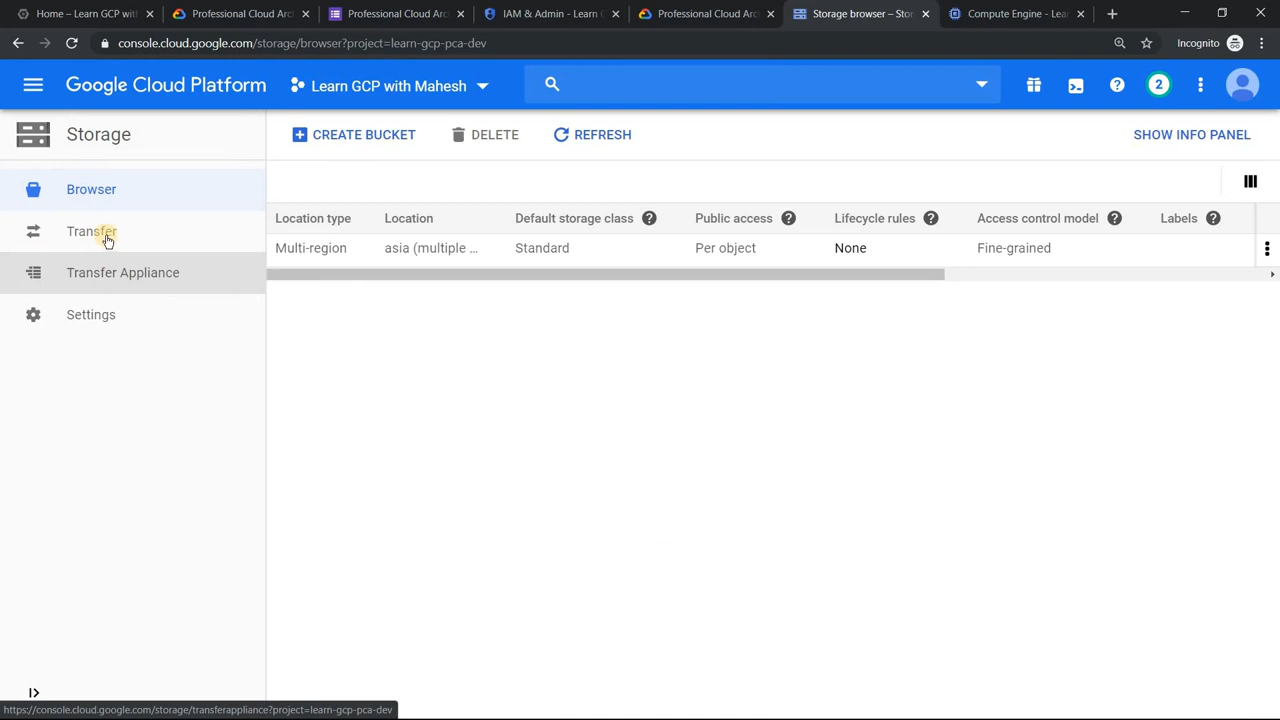 Home – Learn GCP wit
Professional Cloud Arc
Professional Cloud Arc
IAM & Admin - Learn G
Professional Cloud Arc
Storage browser – Stor
Compute Engine - Lear
console.cloud.google.com/storage/browser?project=learn-gcp-pca-dev
Incognito
Google Cloud Platform
Learn GCP with Mahesh
2
Storage
CREATE BUCKET
DELETE
REFRESH
SHOW INFO PANEL
Browser
Transfer
Transfer Appliance
Settings
Location type
Location
Default storage class
Public access
Lifecycle rules
Access control model
Labels
Multi-region
asia (multiple ...
Standard
Per object
None
Fine-grained
https://console.cloud.google.com/storage/transferappliance?project=learn-gcp-pca-dev